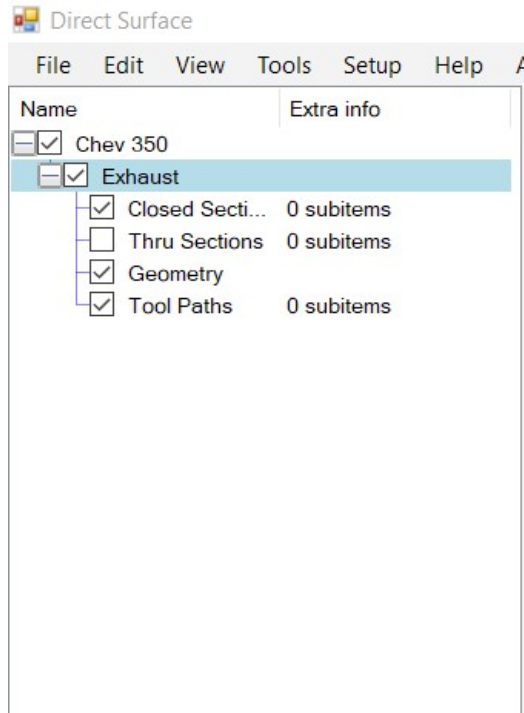 Direct Surface
File Edit View Tools Setup Help
Name Extra info
Chev 350
Exhaust
Closed Secti... 0 subitems
Thru Sections 0 subitems
Geometry
Tool Paths 0 subitems